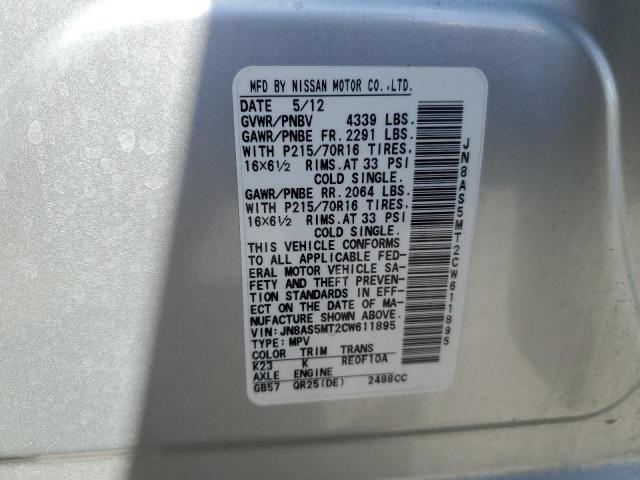 MFD BY NISSAN MOTOR CO.,LTD.
DATE 5/12
GVWR/PNBV 4339 LBS.
GAWR/PNBE FR.2291 LBS.
WITH P215/70R16 TIRES,
16×6½ RIMS.AT 33 PSI
COLD SINGLE.
GAWR/PNBE RR.2064 LBS.
WITH P215/70R16 TIRES,
16×6½ RIMS.AT 33 PSI
COLD SINGLE.
THIS VEHICLE CONFORMS
TO ALL APPLICABLE FED-
ERAL MOTOR VEHICLE SA-
FETY AND THEFT PREVEN-
TION STANDARDS IN EFF-
ECT ON THE DATE OF MA-
NUFACTURE SHOWN ABOVE.
VIN:JN8AS5MT2CW611895
TYPE:MPV
COLOR TRIM TRANS
K23 K RE0F10A
AXLE ENGINE
GB57 QR25(DE) 2488CC
JN8AS5MT2CW611895